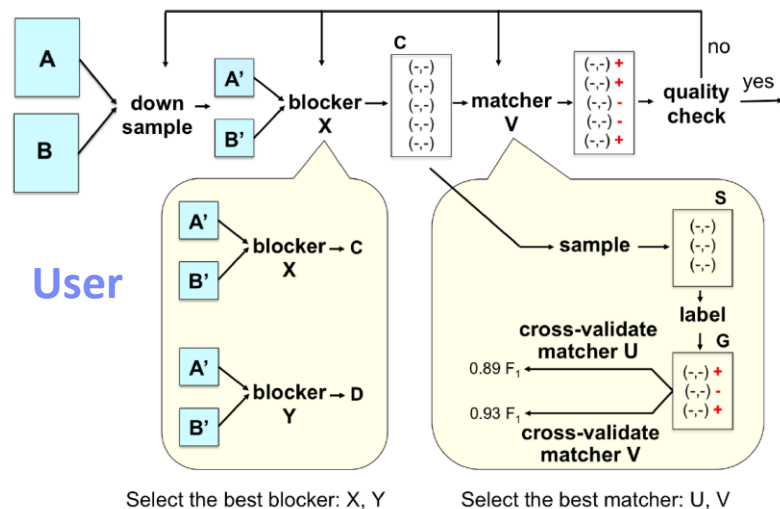 A
B
down
sample
A'
B'
blocker
X
C
(-,-)
(-,-)
(-,-)
(-,-)
(-,-)
matcher
V
(-,-) +
(-,-) +
(-,-) -
(-,-) -
(-,-) +
quality
check
no
yes
User
A'
B'
blocker
X
C
A'
B'
blocker
Y
D
sample
S
(-,-)
(-,-)
(-,-)
label
G
(-,-) +
(-,-) -
(-,-) +
cross-validate
matcher U
0.89 F₁
0.93 F₁
cross-validate
matcher V
Select the best blocker: X, Y
Select the best matcher: U, V